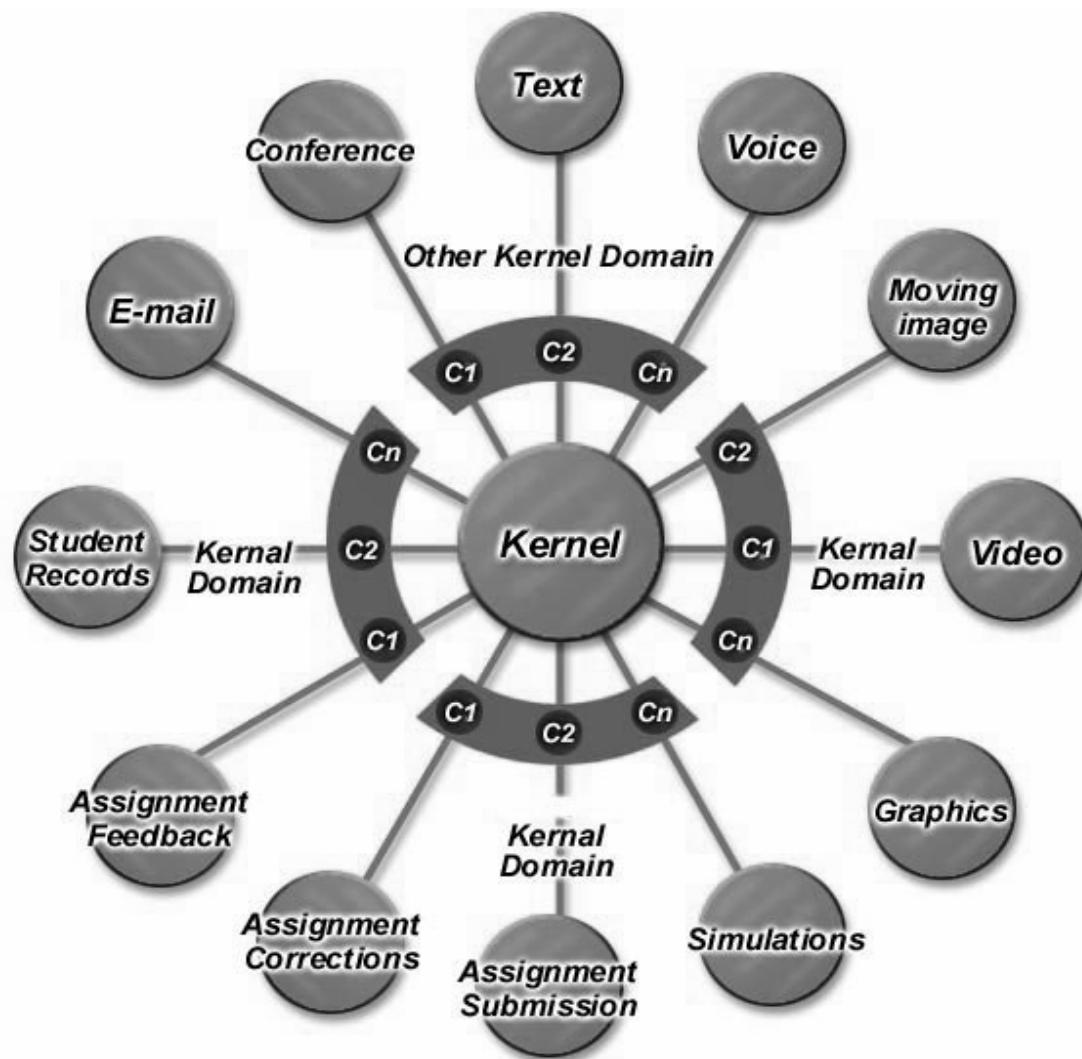 Text
Conference
Voice
Other Kernel Domain
E-mail
Moving
image
C1
C2
Cn
Cn
C2
Student
Records
Kernal
Domain
C2
Kernel
C1
Kernal
Domain
Video
C1
Cn
C1
C2
Cn
Assignment
Feedback
Kernal
Domain
Graphics
Assignment
Corrections
Assignment
Submission
Simulations